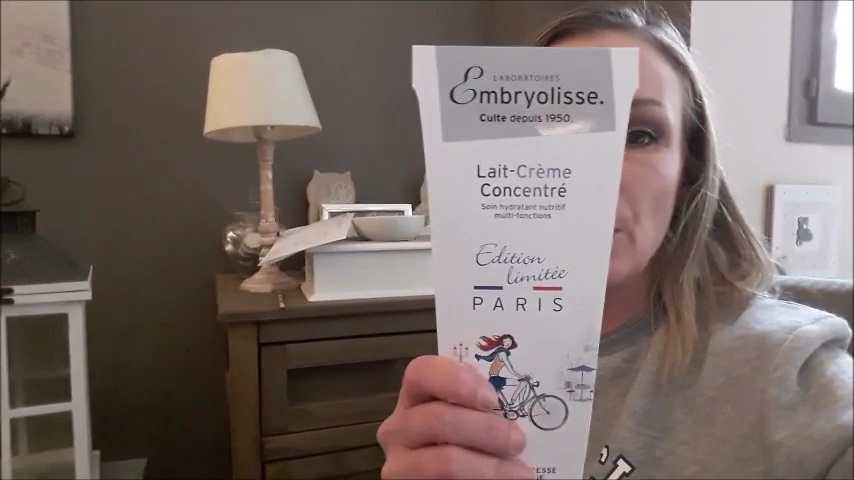 LABORATOIRES
Embryolisse.
Culte depuis 1950.
Lait-Crème
Concentré
Soin hydratant nutritif
multi-fonctions
Edition
limitée
PARIS